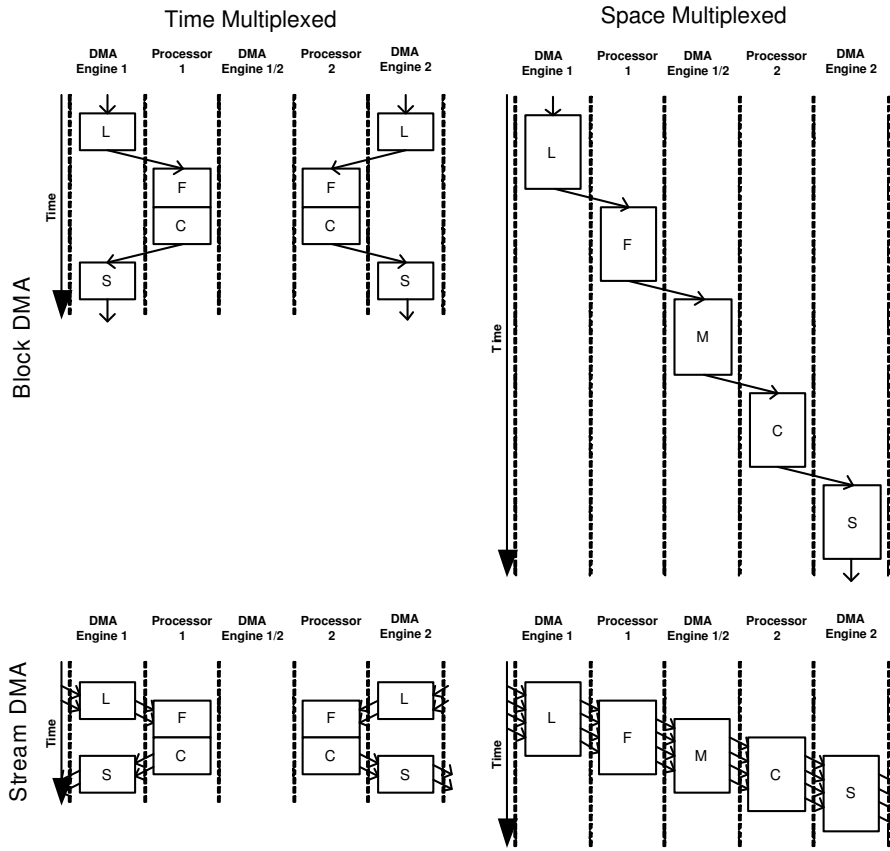 Time Multiplexed
Space Multiplexed
DMA Engine 1
Processor 1
DMA Engine 1/2
Processor 2
DMA Engine 2
DMA Engine 1
Processor 1
DMA Engine 1/2
Processor 2
DMA Engine 2
Block DMA
Time
L
L
F
F
C
C
S
S
Time
L
F
M
C
S
DMA Engine 1
Processor 1
DMA Engine 1/2
Processor 2
DMA Engine 2
DMA Engine 1
Processor 1
DMA Engine 1/2
Processor 2
DMA Engine 2
Stream DMA
Time
L
L
F
F
C
C
S
S
Time
L
F
M
C
S